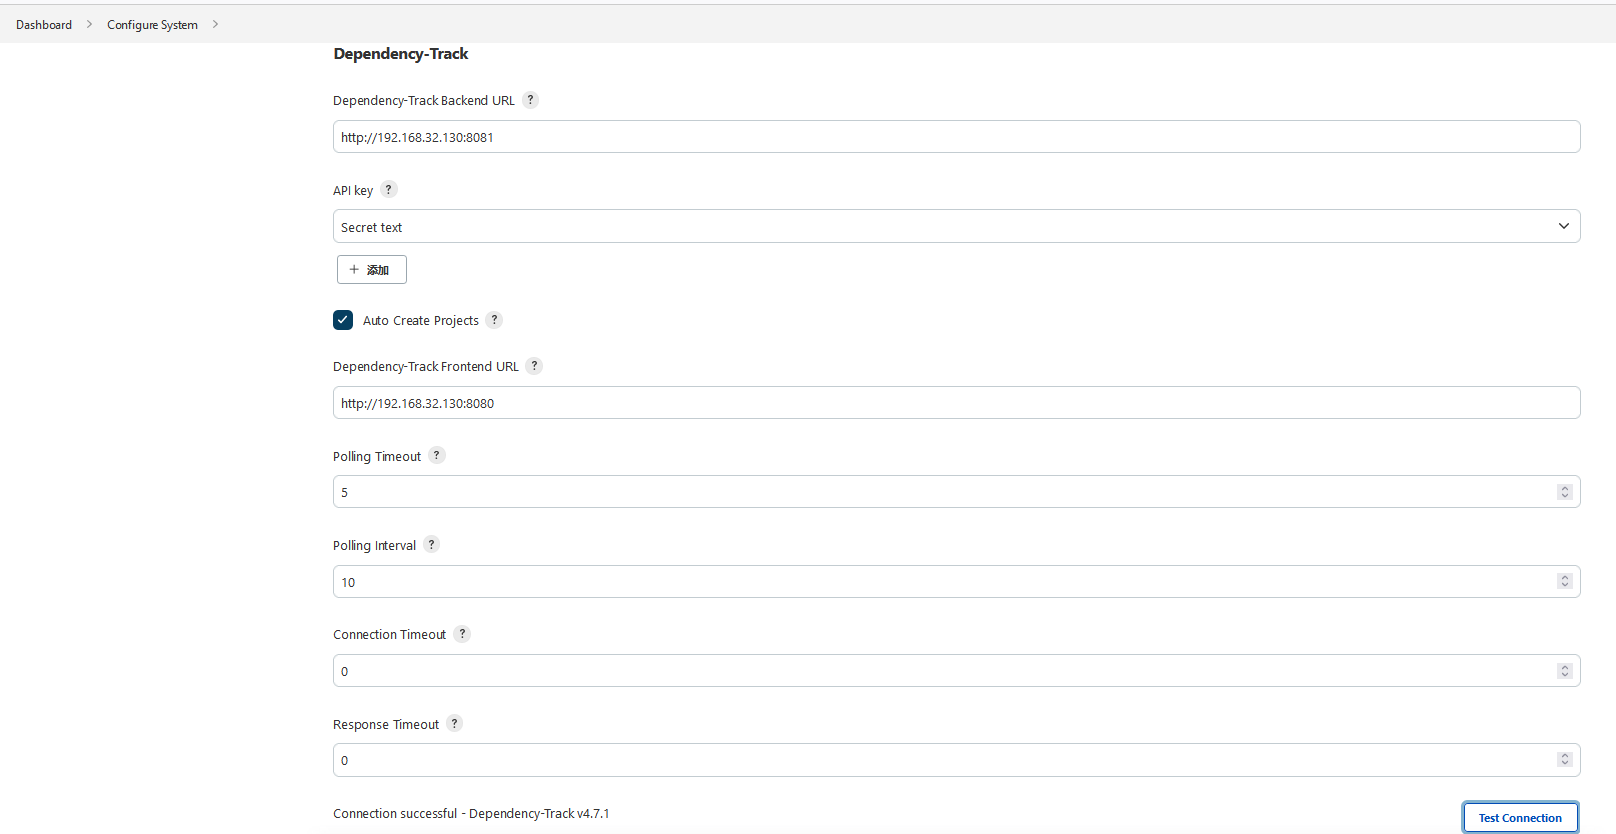 Dashboard > Configure System >
Dependency-Track
Dependency-Track Backend URL ?
http://192.168.32.130:8081
API key ?
Secret text
+ 添加
Auto Create Projects ?
Dependency-Track Frontend URL ?
http://192.168.32.130:8080
Polling Timeout ?
5
Polling Interval ?
10
Connection Timeout ?
0
Response Timeout ?
0
Connection successful - Dependency-Track v4.7.1
Test Connection